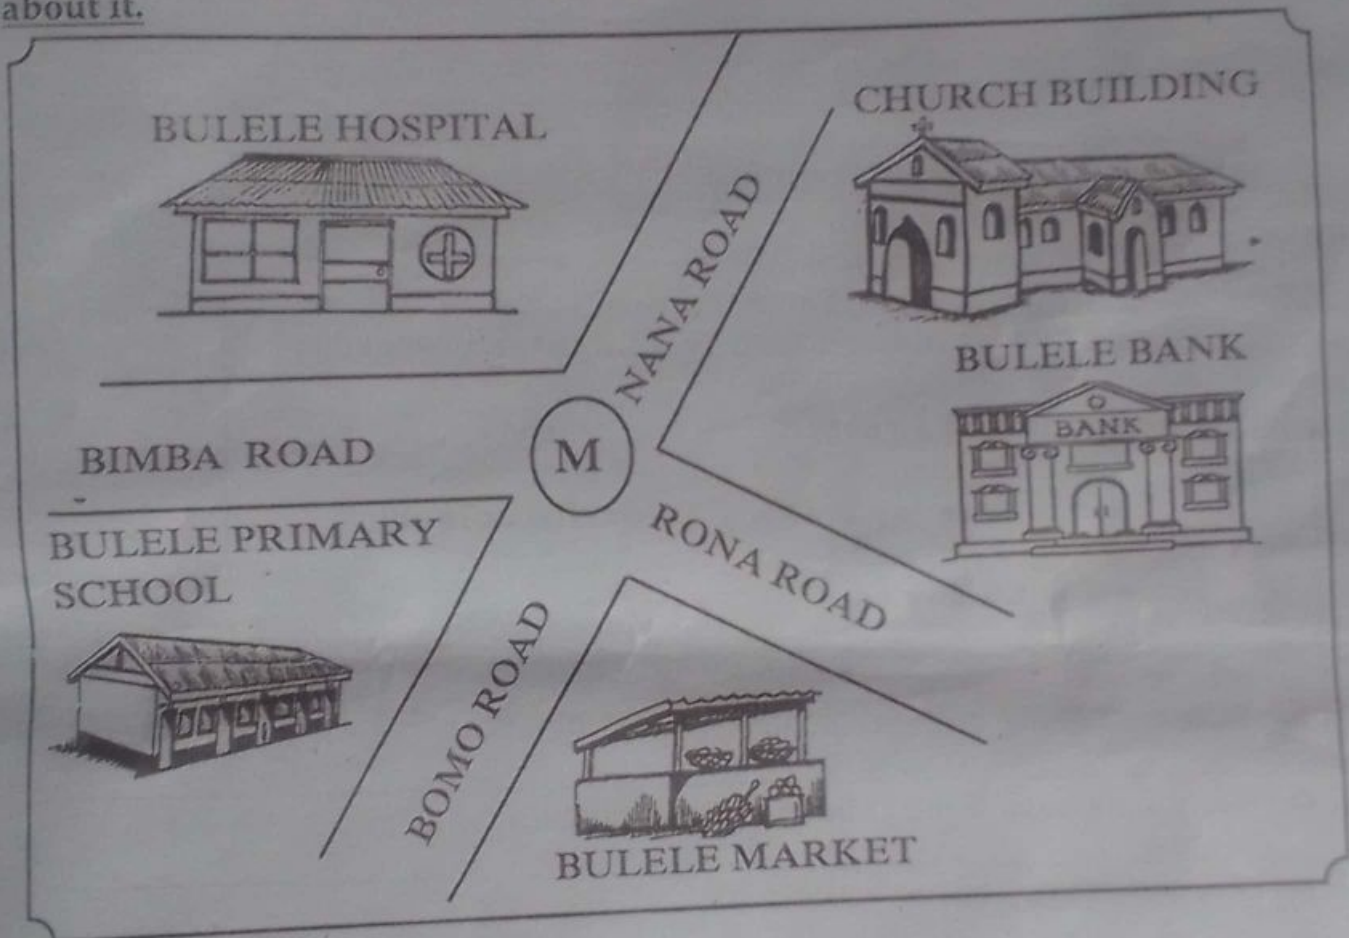 about it.
BULELE HOSPITAL
CHURCH BUILDING
NANA ROAD
BULELE BANK
BANK
BIMBA ROAD
M
RONA ROAD
BULELE PRIMARY
SCHOOL
BOMO ROAD
BULELE MARKET